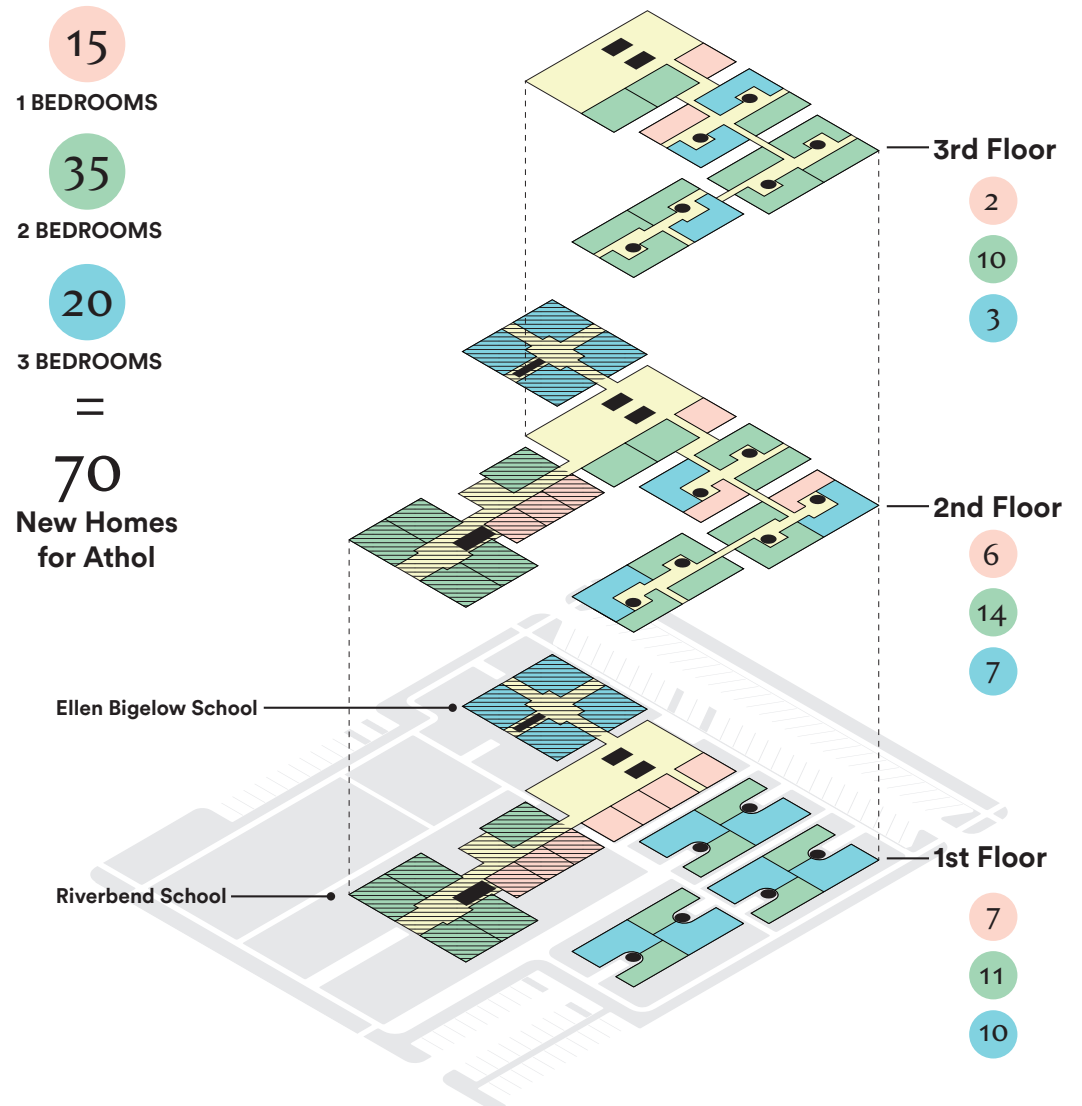 15
1 BEDROOMS
35
2 BEDROOMS
20
3 BEDROOMS
=
70
New Homes
for Athol
3rd Floor
2
10
3
2nd Floor
6
14
7
Ellen Bigelow School
Riverbend School
1st Floor
7
11
10